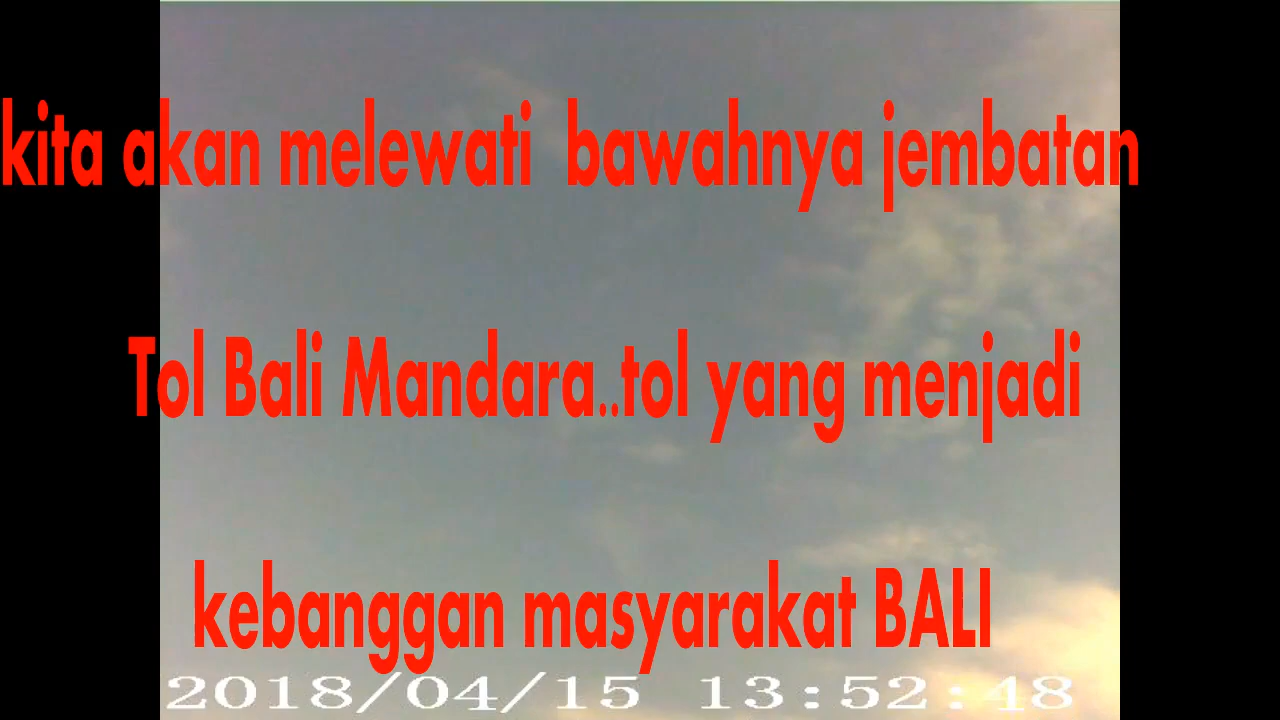 kita akan melewati bawahnya jembatan
Tol Bali Mandara..tol yang menjadi
kebanggan masyarakat BALI
2018/04/15 13:52:48